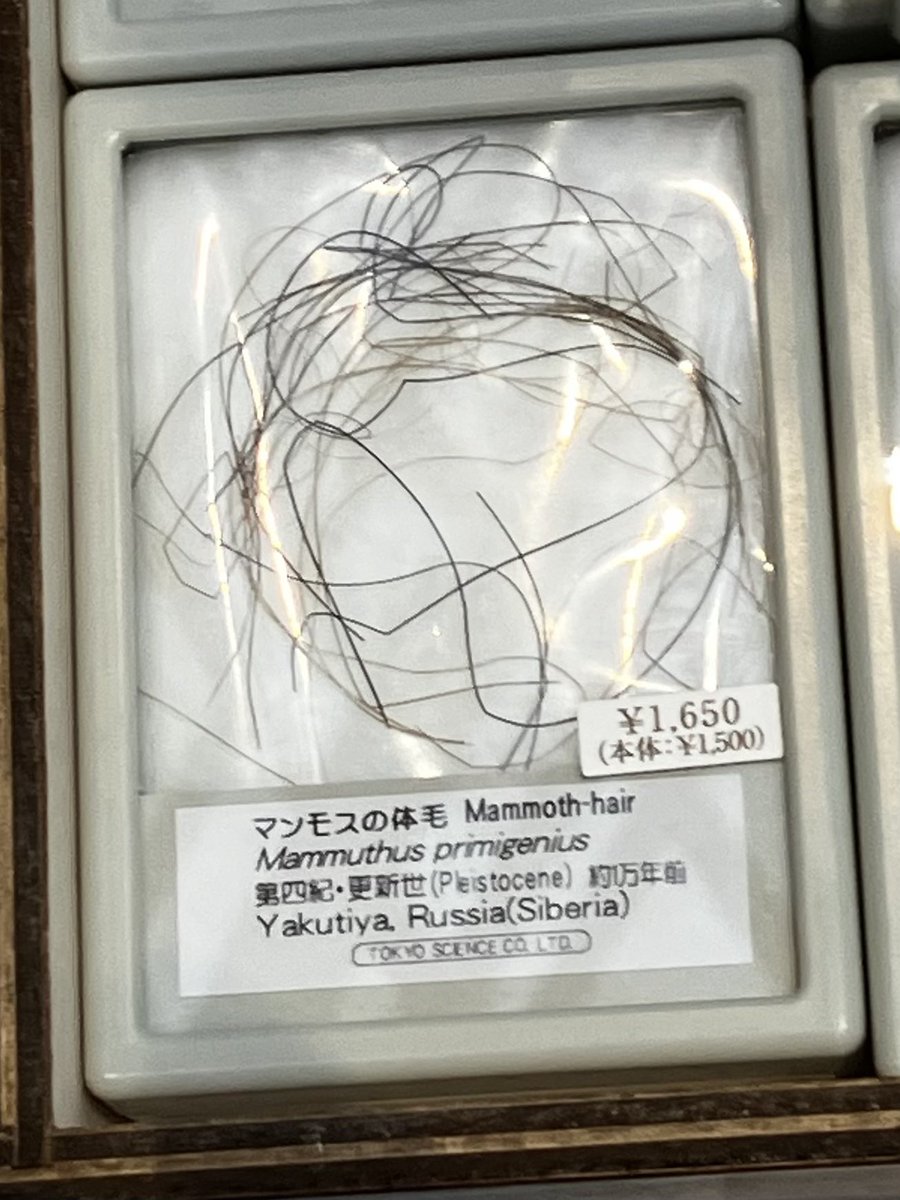 ¥1,650
(本体:¥1,500)
マンモスの体毛 Mammoth-hair
Mammuthus primigenius
第四紀・更新世(Pleistocene) 約1万年前
Yakutiya, Russia(Siberia)
TOKYO SCIENCE CO. LTD.